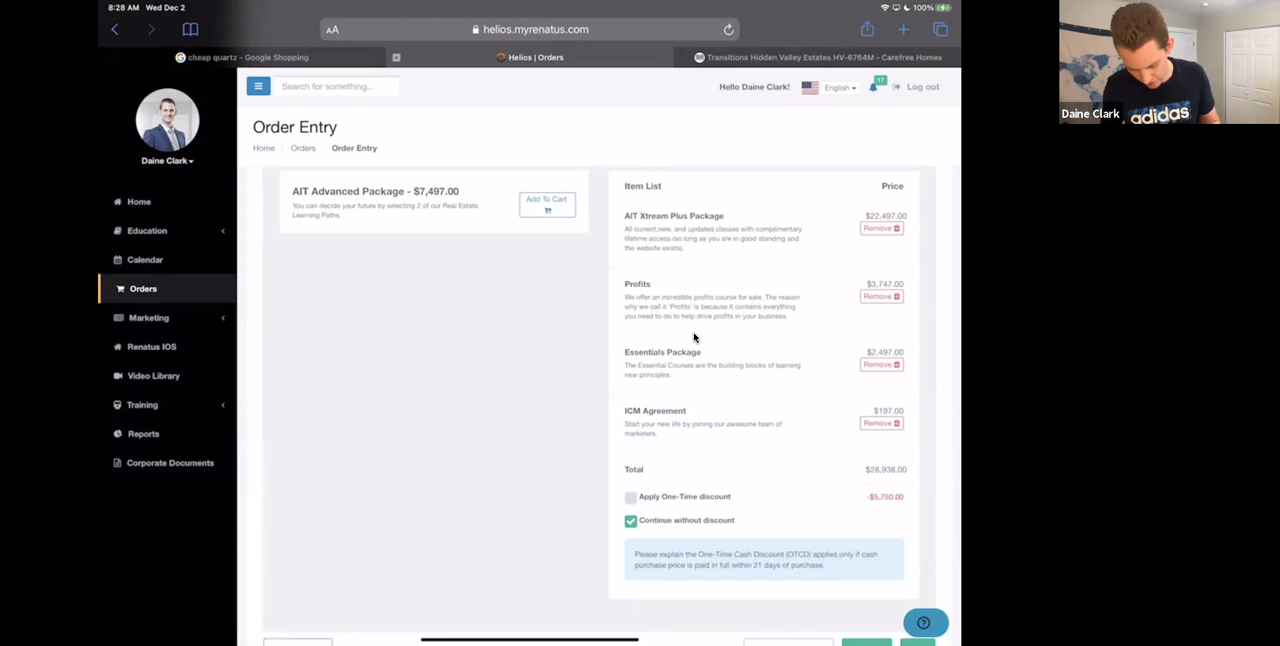 8:28 AM Wed Dec 2
100%
AA
helios.myrenatus.com
cheap quartz - Google Shopping
Helios | Orders
Transitions Hidden Valley Estates HV-6764M - Carefree Homes
Search for something...
Hello Daine Clark!
English
17
Log out
Daine Clark
Order Entry
Home / Orders / Order Entry
Daine Clark
Home
Education
Calendar
Orders
Marketing
Renatus IOS
Video Library
Training
Reports
Corporate Documents
AIT Advanced Package - $7,497.00
You can decide your future by selecting 2 of our Real Estate
Learning Paths.
Add To Cart
Item List Price
AIT Xtream Plus Package $22,497.00
All current,new, and updated classes with complimentary
lifetime access (so long as you are in good standing and
the website exists).
Remove
Profits $3,747.00
We offer an incredible profits course for sale. The reason
why we call it 'Profits' is because it contains everything
you need to do to help drive profits in your business.
Remove
Essentials Package $2,497.00
The Essential Courses are the building blocks of learning
new principles.
Remove
ICM Agreement $197.00
Start your new life by joining our awesome team of
marketers.
Remove
Total $28,938.00
Apply One-Time discount -$5,750.00
Continue without discount
Please explain the One-Time Cash Discount (OTCD) applies only if cash
purchase price is paid in full within 21 days of purchase.
adidas
Daine Clark